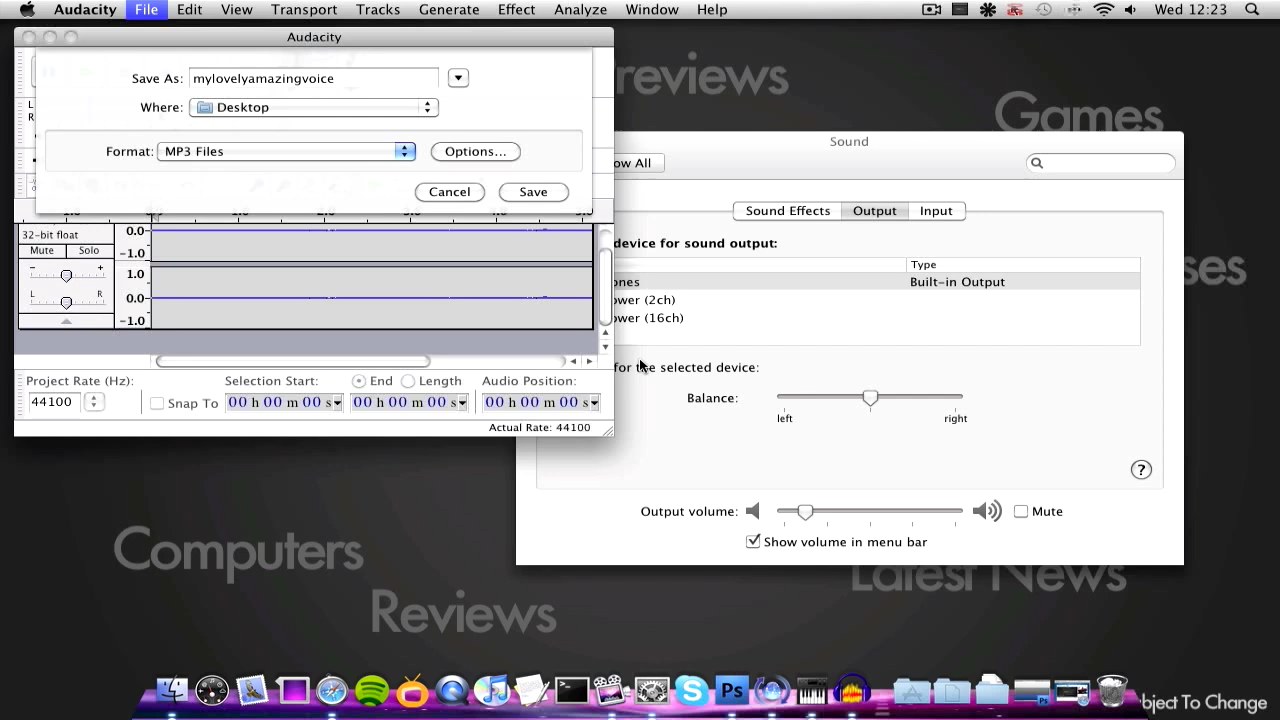 Audacity File Edit View Transport Tracks Generate Effect Analyze Window Help Wed 12:23
Audacity
Save As: mylovelyamazingvoice
Where: Desktop
Format: MP3 Files Options...
Cancel Save
32-bit float
Mute Solo
- +
L R
0.0
-1.0
1.0
0.0
-1.0
Project Rate (Hz): Selection Start: End Length Audio Position:
44100 Snap To 00 h 00 m 00 s 00 h 00 m 00 s 00 h 00 m 00 s
Actual Rate: 44100
Sound
ow All
Sound Effects Output Input
device for sound output:
Type
ones Built-in Output
ower (2ch)
ower (16ch)
for the selected device:
Balance:
left right
?
Output volume: Mute
Show volume in menu bar
reviews
Games
ses
Computers
Latest News
Reviews
Ps
bject To Change